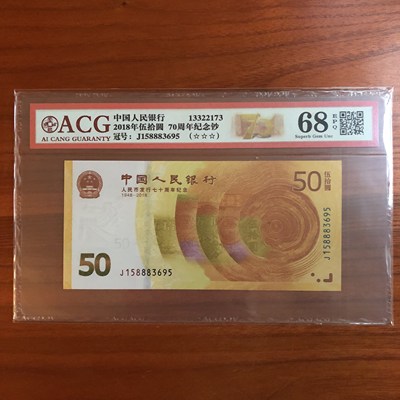 ACG
AI CANG GUARANTY
中国人民银行 13322173
2018年伍拾圆 70周年纪念钞
冠号: J158883695 (☆☆☆)
68 EPQ
Superb Gem Unc
中国人民银行
人民币发行七十周年纪念
1948-2018
50 伍拾圆
J158883695
50
J158883695